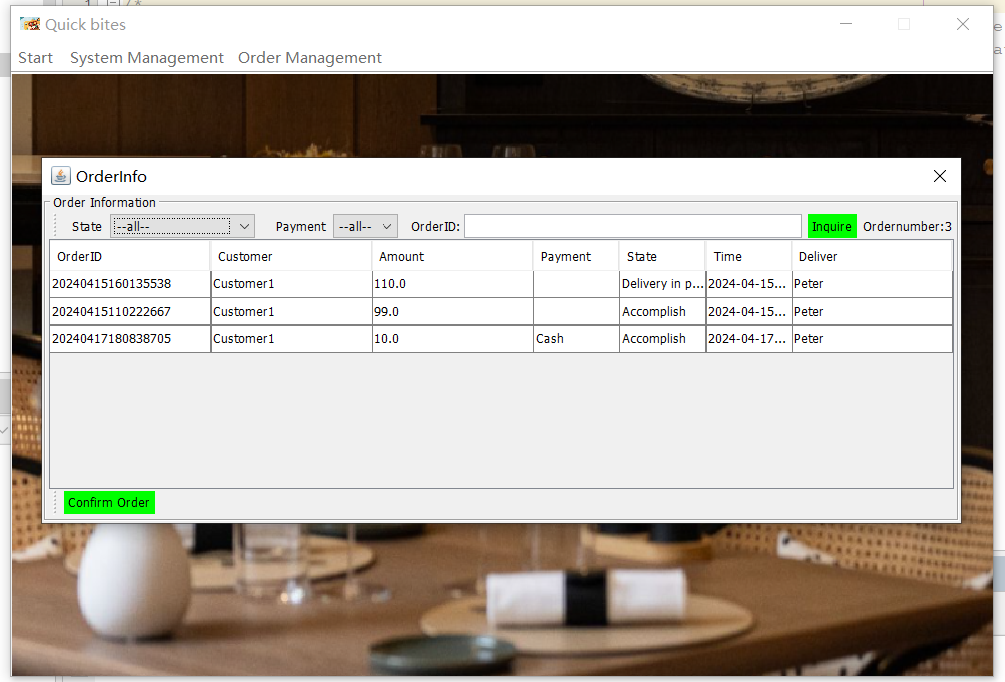 Quick bites
Start System Management Order Management
OrderInfo
Order Information
State --all-- Payment --all-- OrderID: Inquire Ordernumber:3
OrderID Customer Amount Payment State Time Deliver
20240415160135538 Customer1 110.0 Delivery in p... 2024-04-15... Peter
20240415110222667 Customer1 99.0 Accomplish 2024-04-15... Peter
20240417180838705 Customer1 10.0 Cash Accomplish 2024-04-17... Peter
Confirm Order